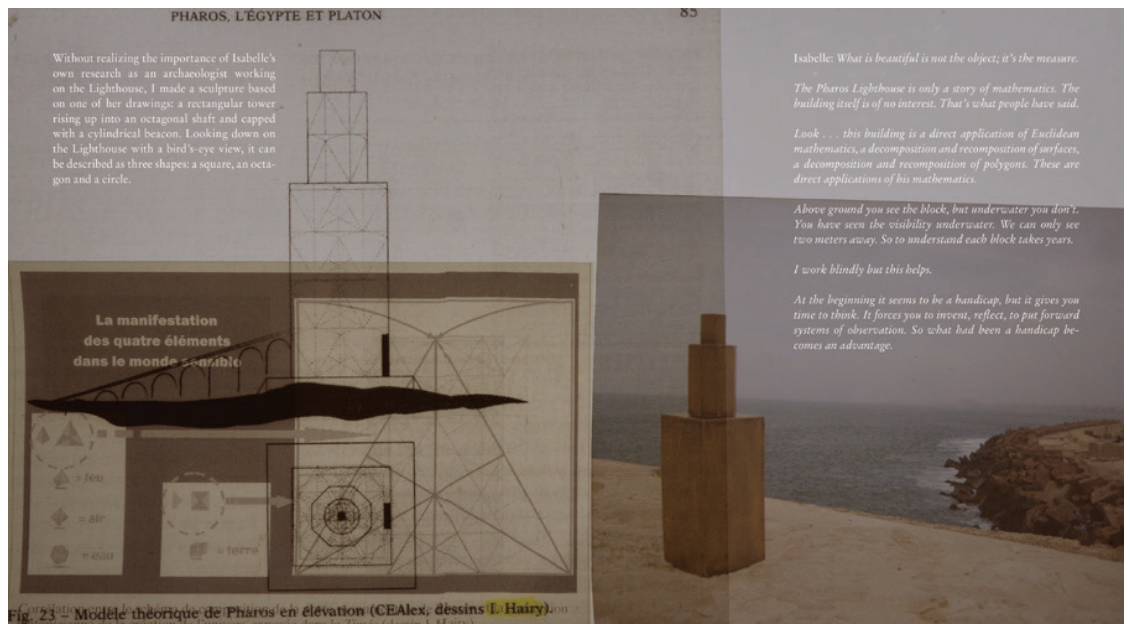 PHAROS, L'ÉGYPTE ET PLATON
85
Without realizing the importance of Isabelle's
own research as an archaeologist working
on the Lighthouse, I made a sculpture based
on one of her drawings: a rectangular tower
rising up into an octagonal shaft and capped
with a cylindrical beacon. Looking down on
the Lighthouse with a bird's-eye view, it can
be described as three shapes: a square, an octa-
gon and a circle.
Isabelle: What is beautiful is not the object; it's the measure.
The Pharos Lighthouse is only a story of mathematics. The
building itself is of no interest. That's what people have said.
Look . . . this building is a direct application of Euclidean
mathematics, a decomposition and recomposition of surfaces,
a decomposition and recomposition of polygons. These are
direct applications of his mathematics.
Above ground you see the block, but underwater you don't.
You have seen the visibility underwater. We can only see
two meters away. So to understand each block takes years.
I work blindly but this helps.
At the beginning it seems to be a handicap, but it gives you
time to think. It forces you to invent, reflect, to put forward
systems of observation. So what had been a handicap be-
comes an advantage.
La manifestation
des quatre éléments
dans le monde sensible
= feu
= air
= eau
= terre
Fig. 23 – Modèle théorique de Pharos en élévation (CEAlex, dessins I. Hairy).